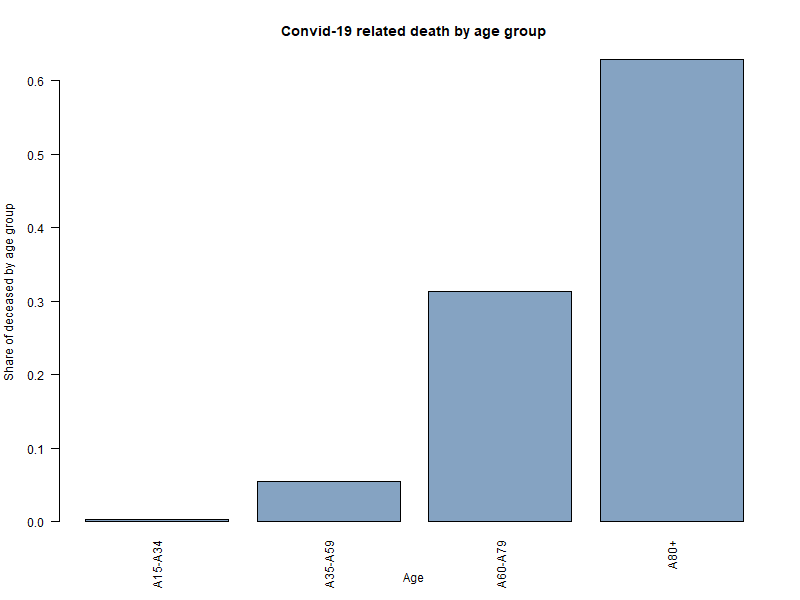 Convid-19 related death by age group
Share of deceased by age group
0.6
0.5
0.4
0.3
0.2
0.1
0.0
A15-A34
A35-A59
A60-A79
A80+
Age